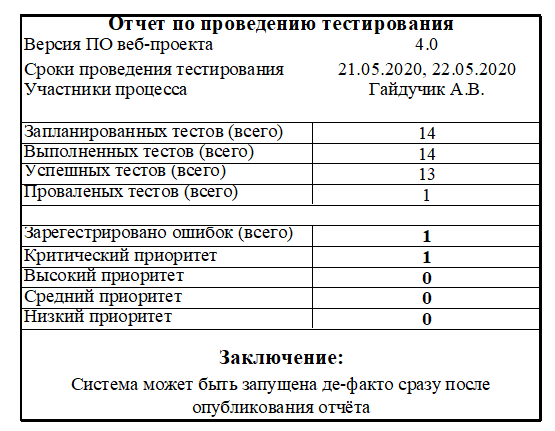 Отчет по проведению тестирования
Версия ПО веб-проекта 4.0
Сроки проведения тестирования 21.05.2020, 22.05.2020
Участники процесса Гайдучик А.В.
Запланированных тестов (всего) 14
Выполненных тестов (всего) 14
Успешных тестов (всего) 13
Проваленых тестов (всего) 1
Зарегестрировано ошибок (всего) 1
Критический приоритет 1
Высокий приоритет 0
Средний приоритет 0
Низкий приоритет 0
Заключение:
Система может быть запущена де-факто сразу после
опубликования отчёта